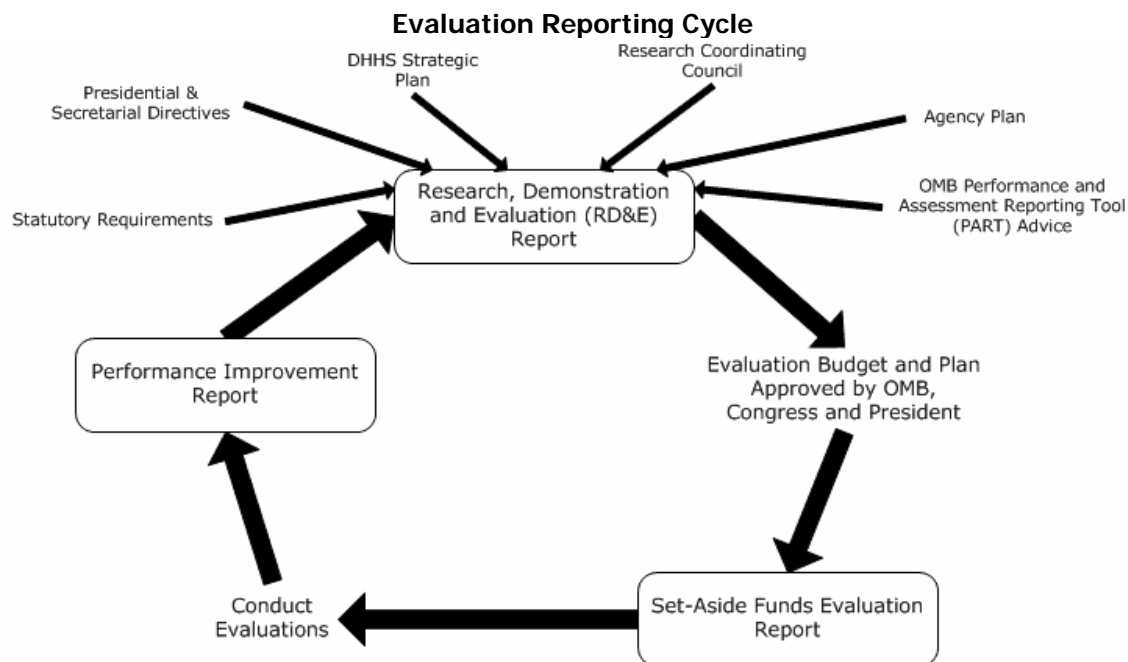 Evaluation Reporting Cycle
DHHS Strategic
Plan
Research Coordinating
Council
Presidential &
Secretarial Directives
Agency Plan
Statutory Requirements
Research, Demonstration
and Evaluation (RD&E)
Report
OMB Performance and
Assessment Reporting Tool
(PART) Advice
Performance Improvement
Report
Evaluation Budget and Plan
Approved by OMB,
Congress and President
Conduct
Evaluations
Set-Aside Funds Evaluation
Report